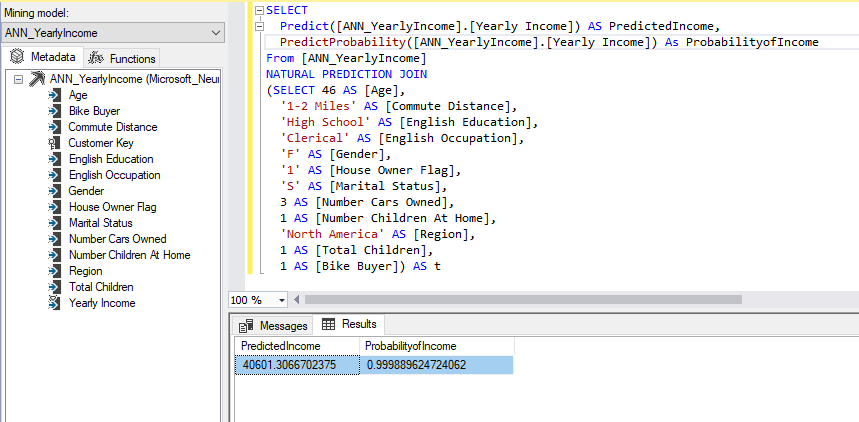 Mining model:
ANN_YearlyIncome
Metadata
Functions
ANN_YearlyIncome (Microsoft_Neur
Age
Bike Buyer
Commute Distance
Customer Key
English Education
English Occupation
Gender
House Owner Flag
Marital Status
Number Cars Owned
Number Children At Home
Region
Total Children
Yearly Income
SELECT
Predict([ANN_YearlyIncome].[Yearly Income]) AS PredictedIncome,
PredictProbability([ANN_YearlyIncome].[Yearly Income]) As ProbabilityofIncome
From [ANN_YearlyIncome]
NATURAL PREDICTION JOIN
(SELECT 46 AS [Age],
'1-2 Miles' AS [Commute Distance],
'High School' AS [English Education],
'Clerical' AS [English Occupation],
'F' AS [Gender],
'1' AS [House Owner Flag],
'S' AS [Marital Status],
3 AS [Number Cars Owned],
1 AS [Number Children At Home],
'North America' AS [Region],
1 AS [Total Children],
1 AS [Bike Buyer]) AS t
100 %
Messages
Results
PredictedIncome ProbabilityofIncome
40601.3066702375 0.999889624724062